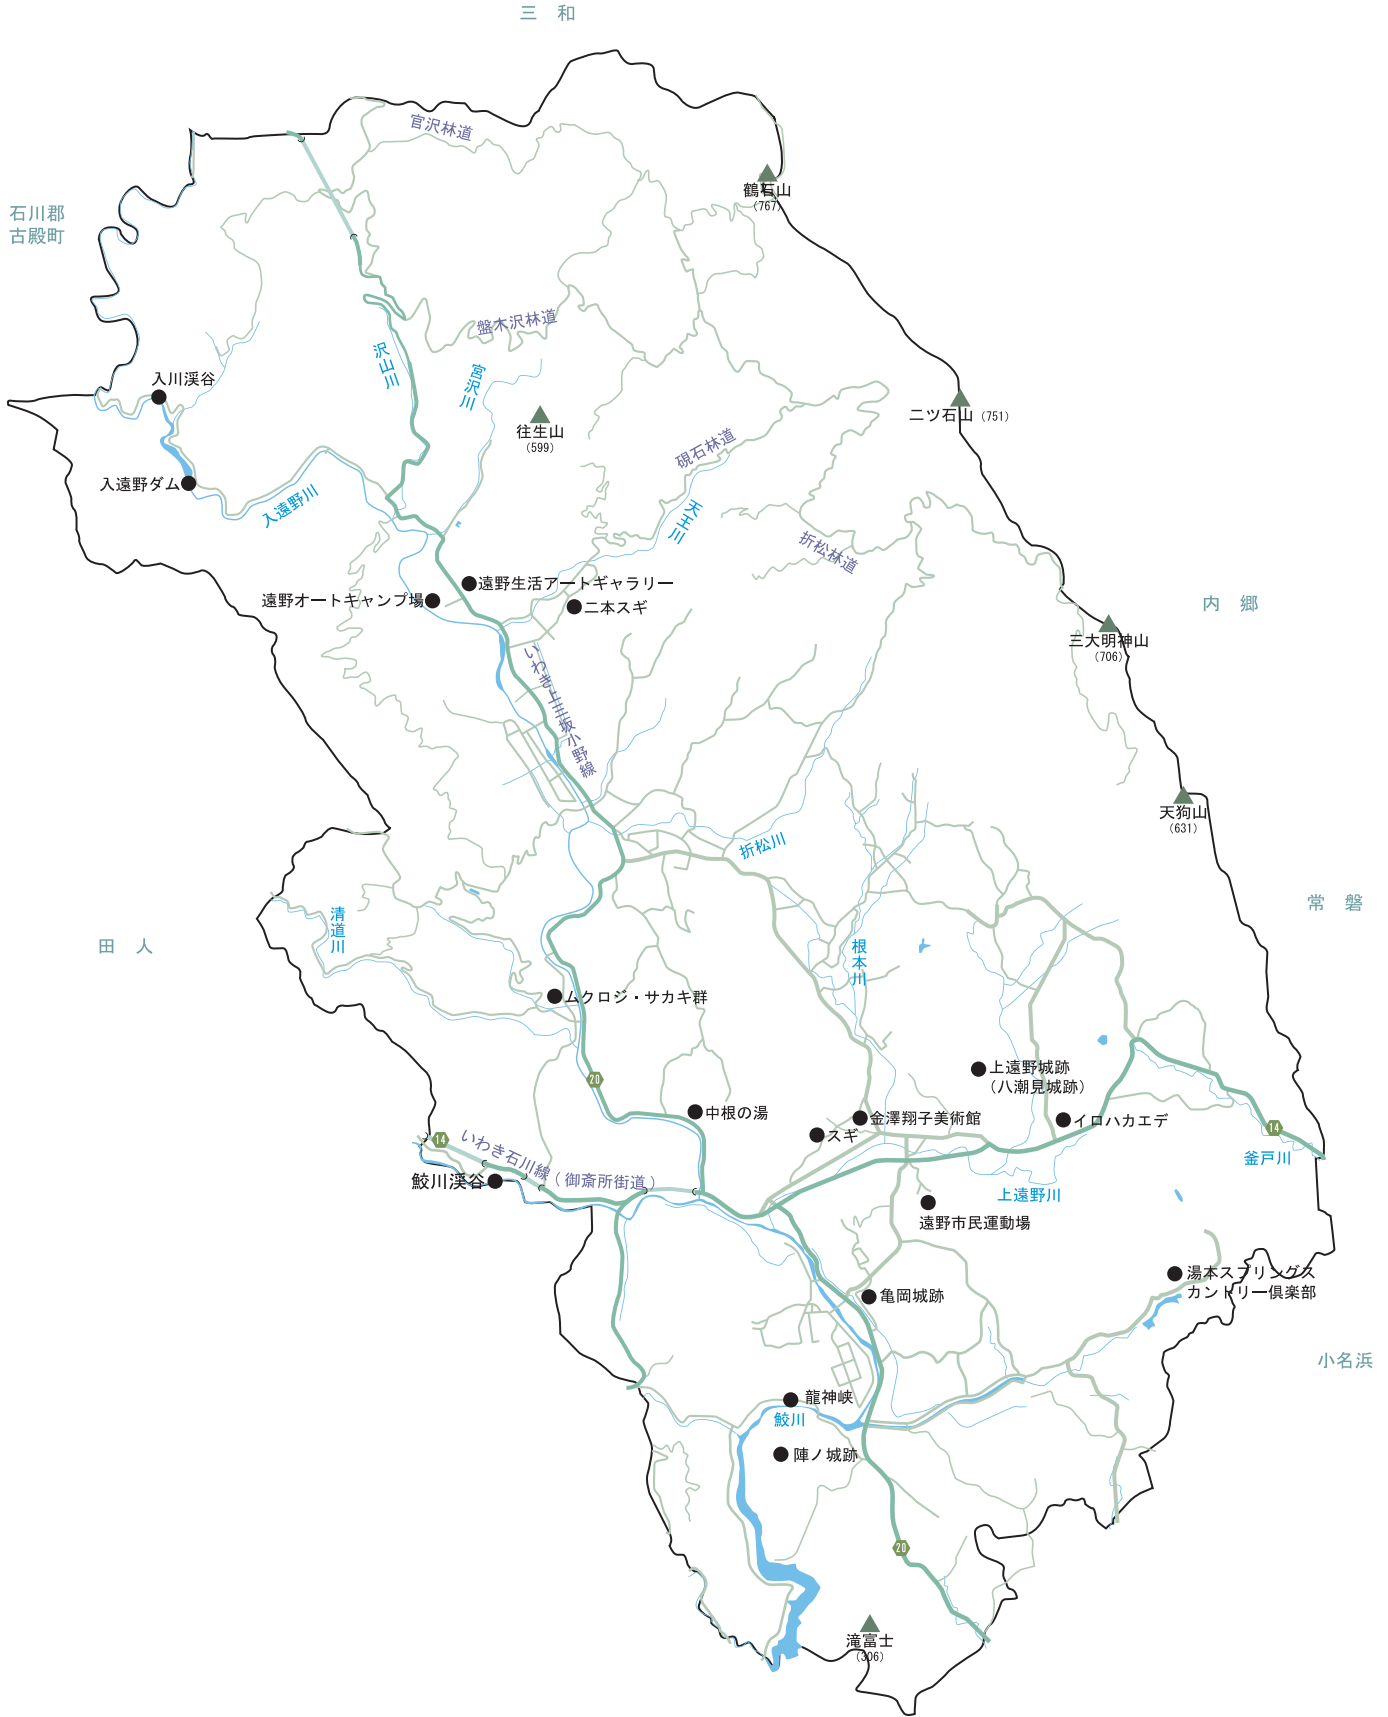 三　和
官沢林道
鶴石山
(767)
石川郡
古殿町
盤木沢林道
沢山川
宮沢川
入川渓谷
往生山
(599)
二ツ石山 (751)
硯石林道
入遠野ダム
入遠野川
天王川
折松林道
遠野生活アートギャラリー
遠野オートキャンプ場
二本スギ
内　郷
三大明神山
(706)
いわき上三坂小野線
天狗山
(631)
折松川
常　磐
清道川
田　人
根本川
ムクロジ・サカキ群
上遠野城跡
(八潮見城跡)
20
中根の湯
金澤翔子美術館
イロハカエデ
スギ
14
14
いわき石川線 ( 御斎所街道 )
釜戸川
鮫川渓谷
上遠野川
遠野市民運動場
湯本スプリングス
カントリー倶楽部
亀岡城跡
小名浜
龍神峡
鮫川
陣ノ城跡
20
滝富士
(306)